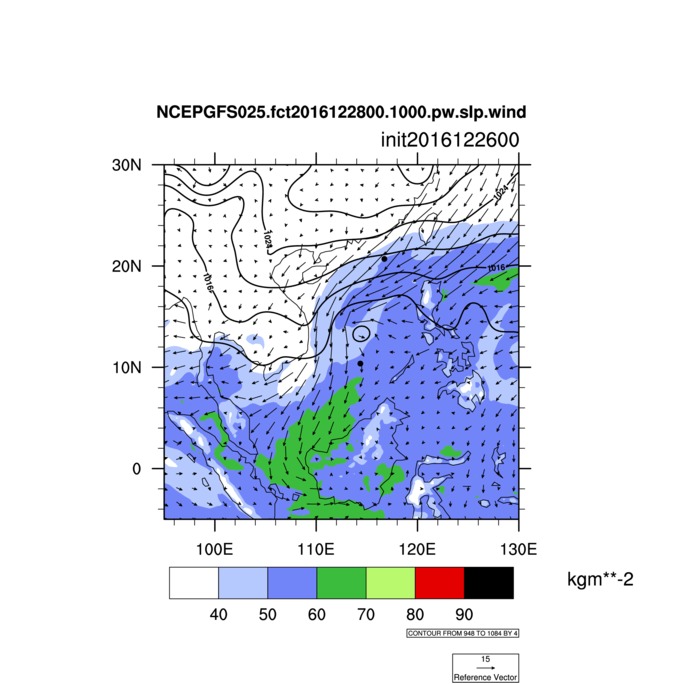 NCEPGFS025.fct2016122800.1000.pw.slp.wind
init2016122600
30N
1024
1024
20N
1016
1016
10N
0
100E 110E 120E 130E
kgm**-2
40 50 60 70 80 90
CONTOUR FROM 948 TO 1084 BY 4
15
Reference Vector